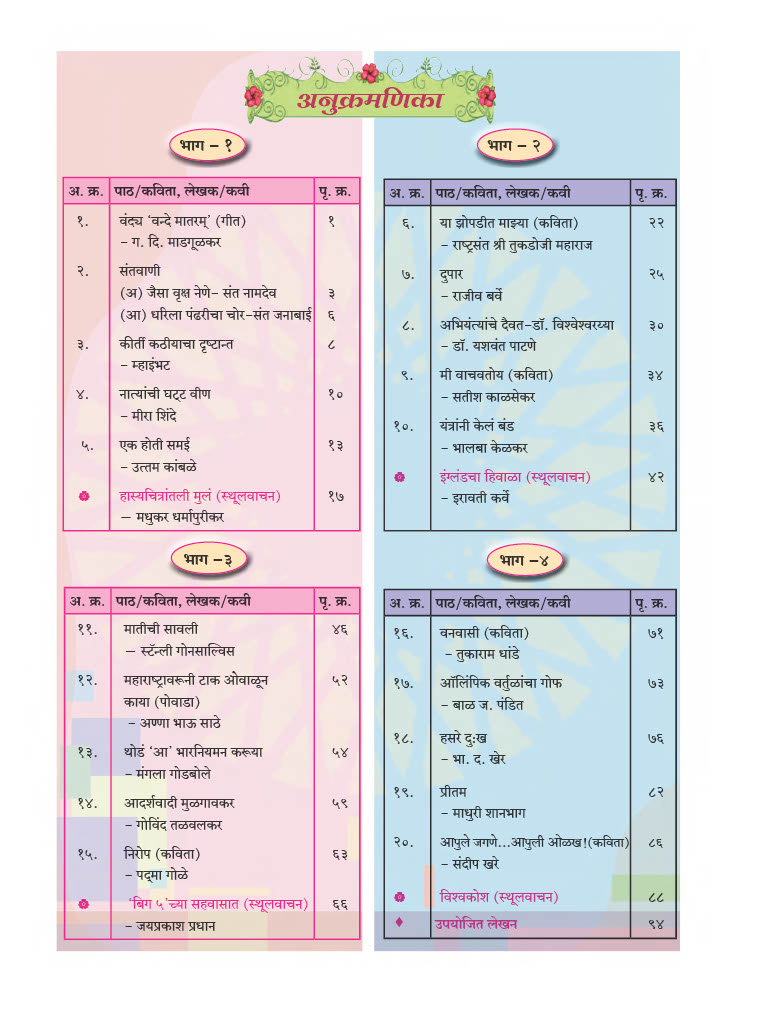 अनुक्रमणिका
भाग – १
अ. क्र. पाठ/कविता, लेखक/कवी पृ. क्र.
१. वंद्य ‘वन्दे मातरम्’ (गीत) १
– ग. दि. माडगूळकर
२. संतवाणी
(अ) जैसा वृक्ष नेणे– संत नामदेव ३
(आ) धरिला पंढरीचा चोर–संत जनाबाई ६
३. कीर्ती कठीयाचा दृष्टान्त ८
– म्हाइंभट
४. नात्यांची घट्ट वीण १०
– मीरा शिंदे
५. एक होती समई १३
– उत्तम कांबळे
हास्यचित्रांतली मुलं (स्थूलवाचन) १७
– मधुकर धर्मापुरीकर
भाग – २
अ. क्र. पाठ/कविता, लेखक/कवी पृ. क्र.
६. या झोपडीत माझ्या (कविता) २२
– राष्ट्रसंत श्री तुकडोजी महाराज
७. दुपार २५
– राजीव बर्वे
८. अभियंत्यांचे दैवत–डॉ. विश्वेश्वरय्या ३०
– डॉ. यशवंत पाटणे
९. मी वाचवतोय (कविता) ३४
– सतीश काळसेकर
१०. यंत्रांनी केलं बंड ३६
– भालबा केळकर
इंग्लंडचा हिवाळा (स्थूलवाचन) ४२
– इरावती कर्वे
भाग –३
अ. क्र. पाठ/कविता, लेखक/कवी पृ. क्र.
११. मातीची सावली ४६
– स्टॅन्ली गोनसाल्विस
१२. महाराष्ट्रावरूनी टाक ओवाळून ५२
काया (पोवाडा)
– अण्णा भाऊ साठे
१३. थोडं ‘आ’ भारनियमन करूया ५४
– मंगला गोडबोले
१४. आदर्शवादी मुळगावकर ५९
– गोविंद तळवलकर
१५. निरोप (कविता) ६३
– पद्मा गोळे
‘बिग ५’च्या सहवासात (स्थूलवाचन) ६६
– जयप्रकाश प्रधान
भाग –४
अ. क्र. पाठ/कविता, लेखक/कवी पृ. क्र.
१६. वनवासी (कविता) ७१
– तुकाराम धांडे
१७. ऑलिंपिक वर्तुळांचा गोफ ७३
– बाळ ज. पंडित
१८. हसरे दुःख ७६
– भा. द. खेर
१९. प्रीतम ८२
– माधुरी शानभाग
२०. आपुले जगणे...आपुली ओळख!(कविता) ८६
– संदीप खरे
विश्वकोश (स्थूलवाचन) ८८
उपयोजित लेखन ९४